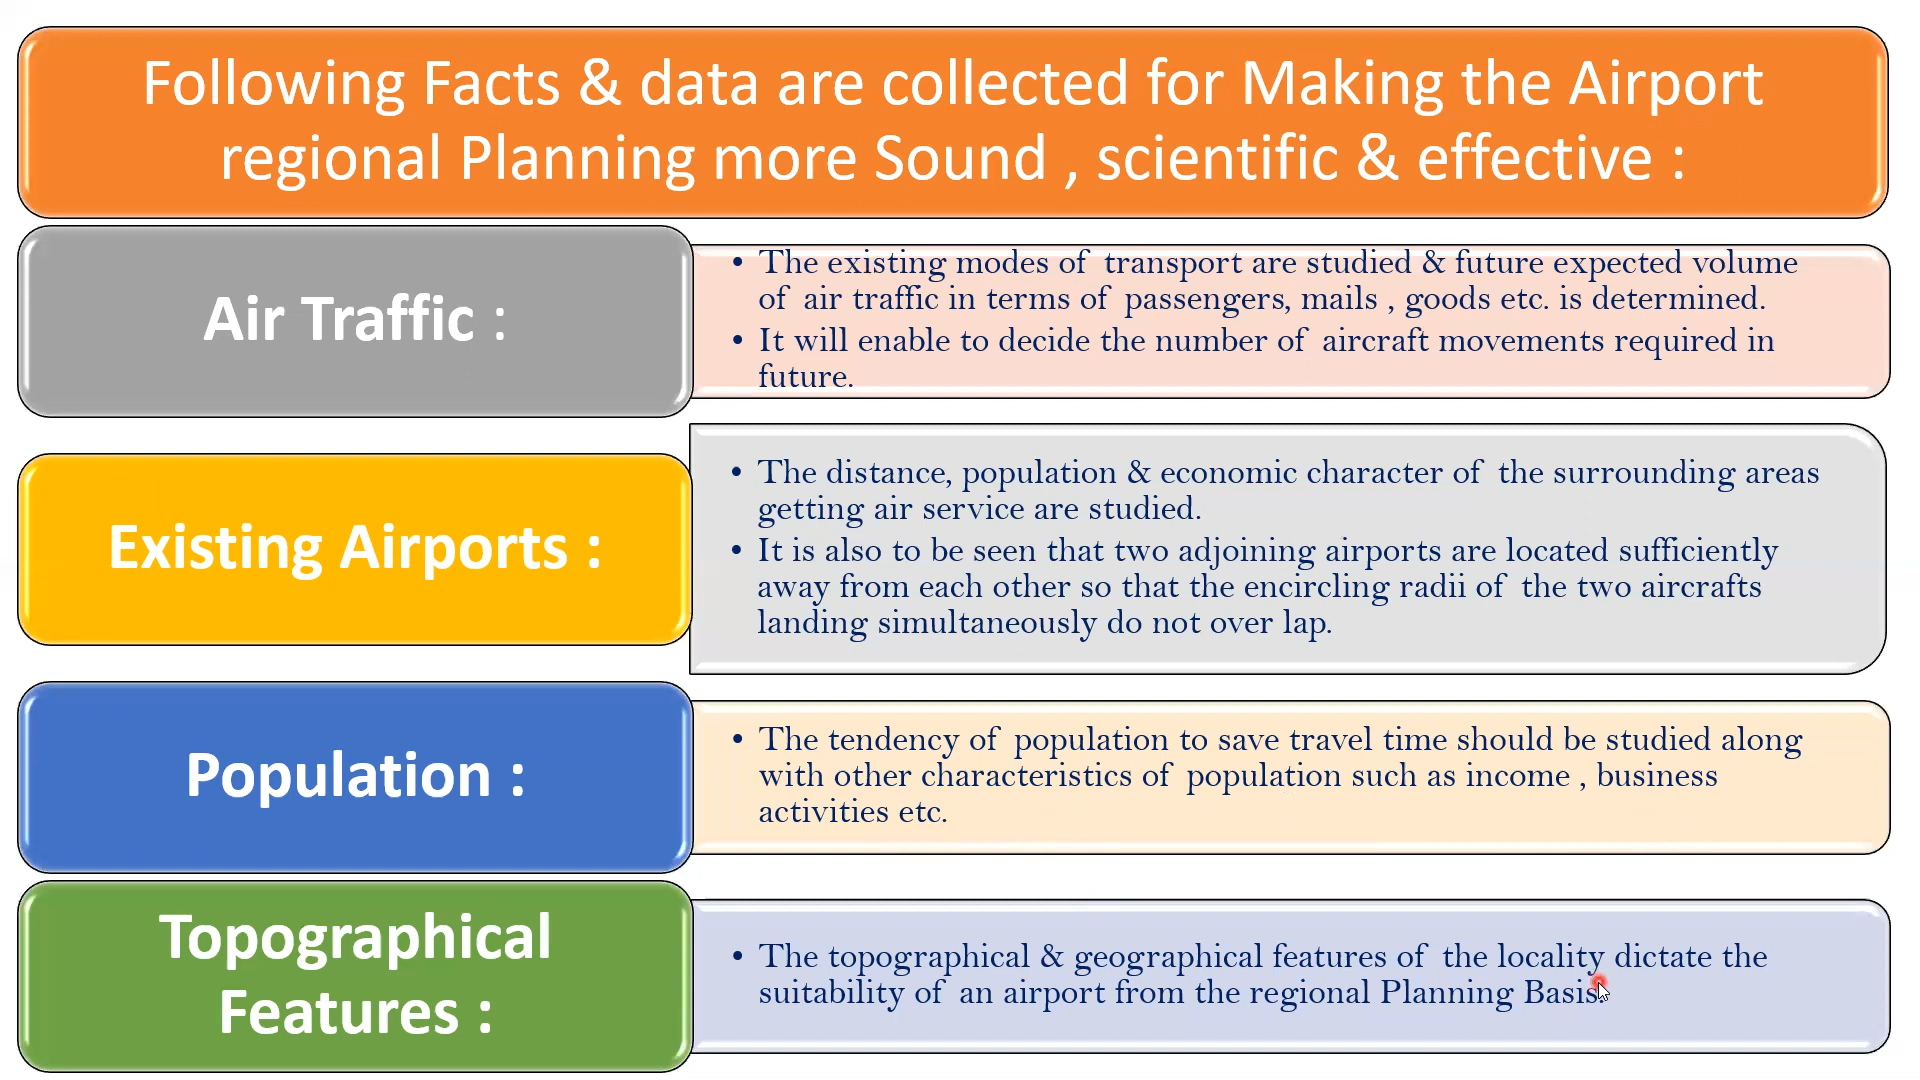 Following Facts & data are collected for Making the Airport
regional Planning more Sound , scientific & effective :
Air Traffic :
• The existing modes of transport are studied & future expected volume
of air traffic in terms of passengers, mails , goods etc. is determined.
• It will enable to decide the number of aircraft movements required in
future.
Existing Airports :
• The distance, population & economic character of the surrounding areas
getting air service are studied.
• It is also to be seen that two adjoining airports are located sufficiently
away from each other so that the encircling radii of the two aircrafts
landing simultaneously do not over lap.
Population :
• The tendency of population to save travel time should be studied along
with other characteristics of population such as income , business
activities etc.
Topographical
Features :
• The topographical & geographical features of the locality dictate the
suitability of an airport from the regional Planning Basis.